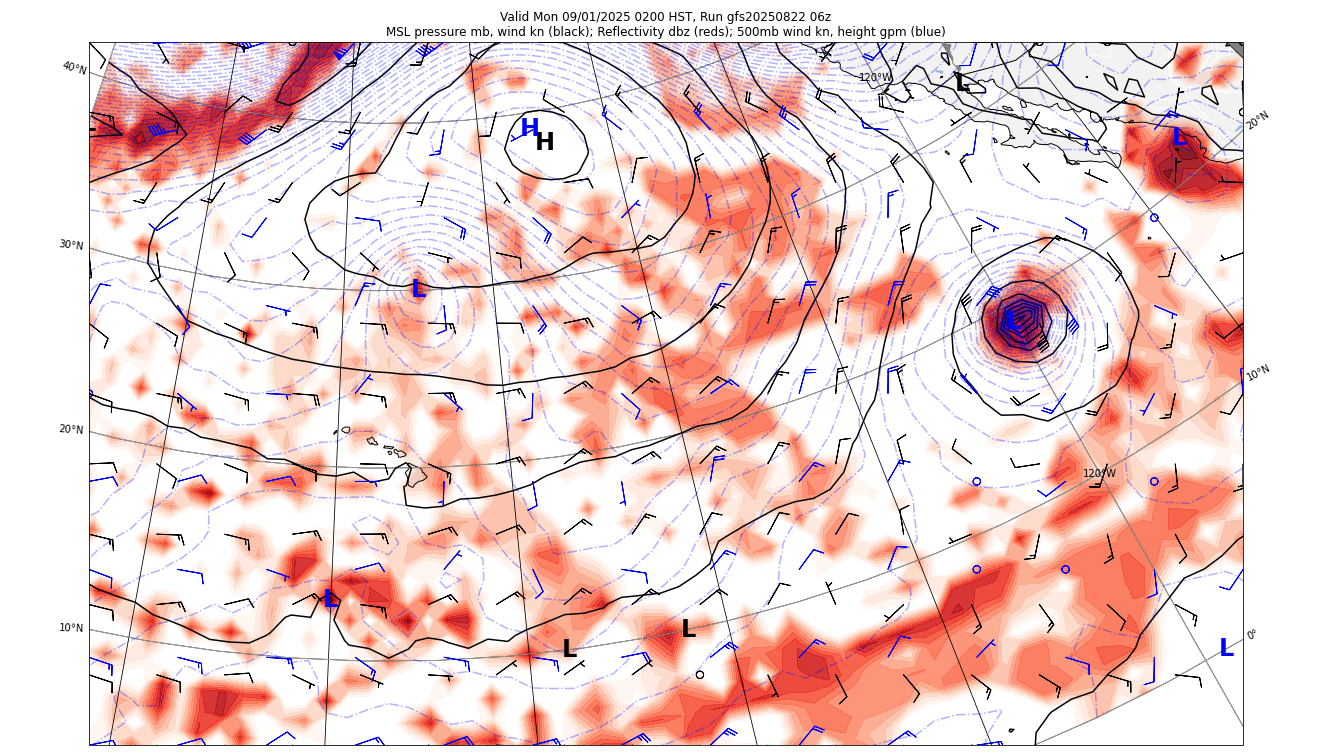 Valid Mon 09/01/2025 0200 HST, Run gfs20250822 06z
MSL pressure mb, wind kn (black); Reflectivity dbz (reds); 500mb wind kn, height gpm (blue)
40°N
120°W
L
20°N
H
H
L
30°N
L
L
10°N
20°N
120°W
L
10°N
L
L
0°
L